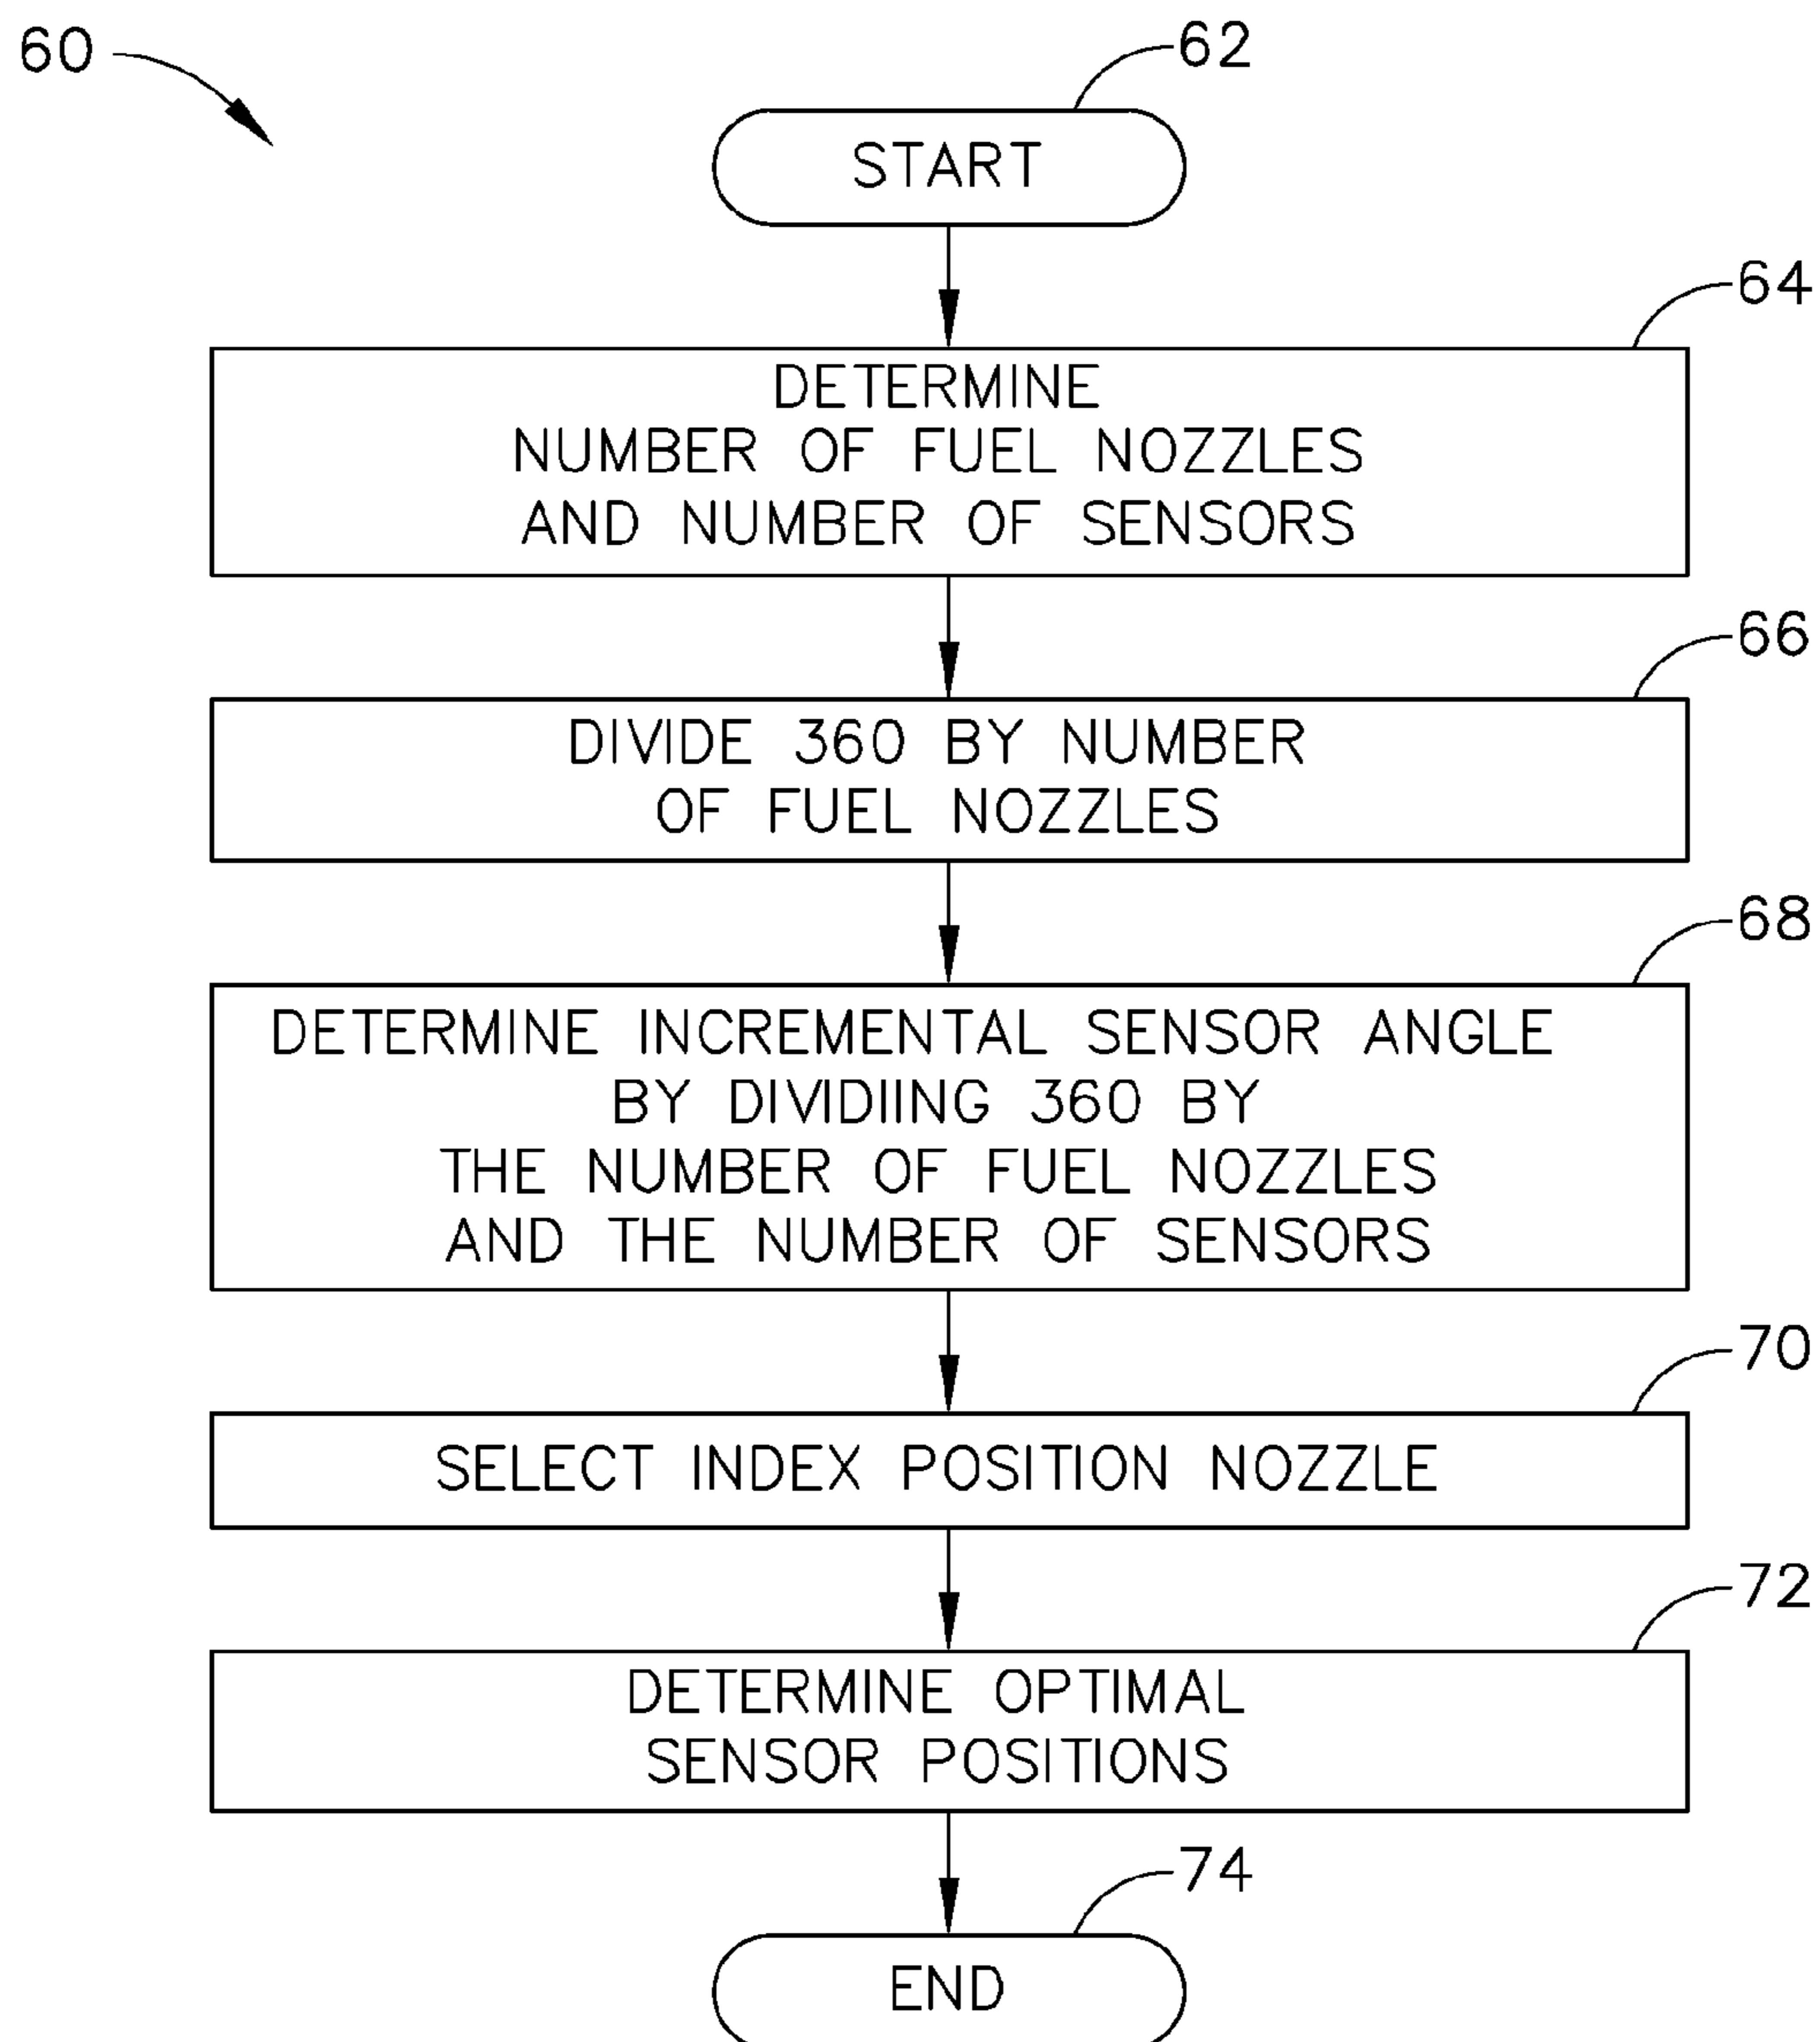 60
62
START
64
DETERMINE
NUMBER OF FUEL NOZZLES
AND NUMBER OF SENSORS
66
DIVIDE 360 BY NUMBER
OF FUEL NOZZLES
68
DETERMINE INCREMENTAL SENSOR ANGLE
BY DIVIDIING 360 BY
THE NUMBER OF FUEL NOZZLES
AND THE NUMBER OF SENSORS
70
SELECT INDEX POSITION NOZZLE
72
DETERMINE OPTIMAL
SENSOR POSITIONS
74
END